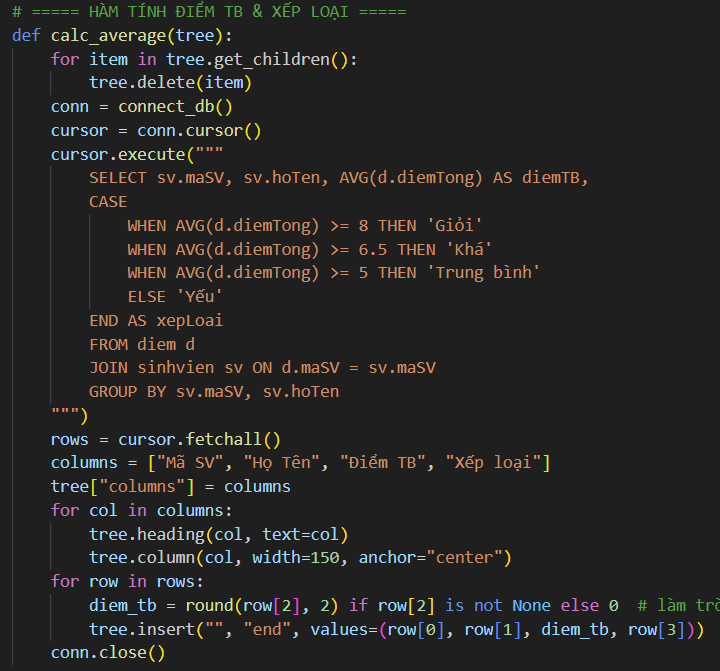 # ===== HÀM TÍNH ĐIỂM TB & XẾP LOẠI =====
def calc_average(tree):
    for item in tree.get_children():
        tree.delete(item)
    conn = connect_db()
    cursor = conn.cursor()
    cursor.execute("""
        SELECT sv.maSV, sv.hoTen, AVG(d.diemTong) AS diemTB,
        CASE
            WHEN AVG(d.diemTong) >= 8 THEN 'Giỏi'
            WHEN AVG(d.diemTong) >= 6.5 THEN 'Khá'
            WHEN AVG(d.diemTong) >= 5 THEN 'Trung bình'
            ELSE 'Yếu'
        END AS xepLoai
        FROM diem d
        JOIN sinhvien sv ON d.maSV = sv.maSV
        GROUP BY sv.maSV, sv.hoTen
    """)
    rows = cursor.fetchall()
    columns = ["Mã SV", "Họ Tên", "Điểm TB", "Xếp loại"]
    tree["columns"] = columns
    for col in columns:
        tree.heading(col, text=col)
        tree.column(col, width=150, anchor="center")
    for row in rows:
        diem_tb = round(row[2], 2) if row[2] is not None else 0  # làm
        tree.insert("", "end", values=(row[0], row[1], diem_tb, row[3]))
    conn.close()